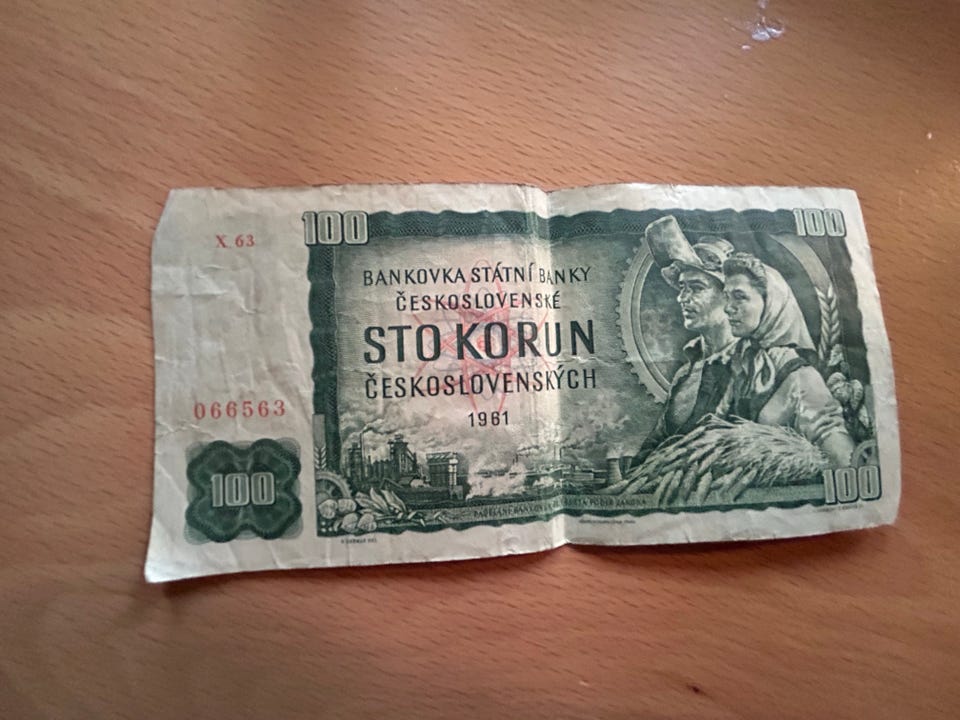 100
100
X 63
BANKOVKA STÁTNÍ BANKY
ČESKOSLOVENSKÉ
STO KORUN
ČESKOSLOVENSKÝCH
1961
066563
100
100